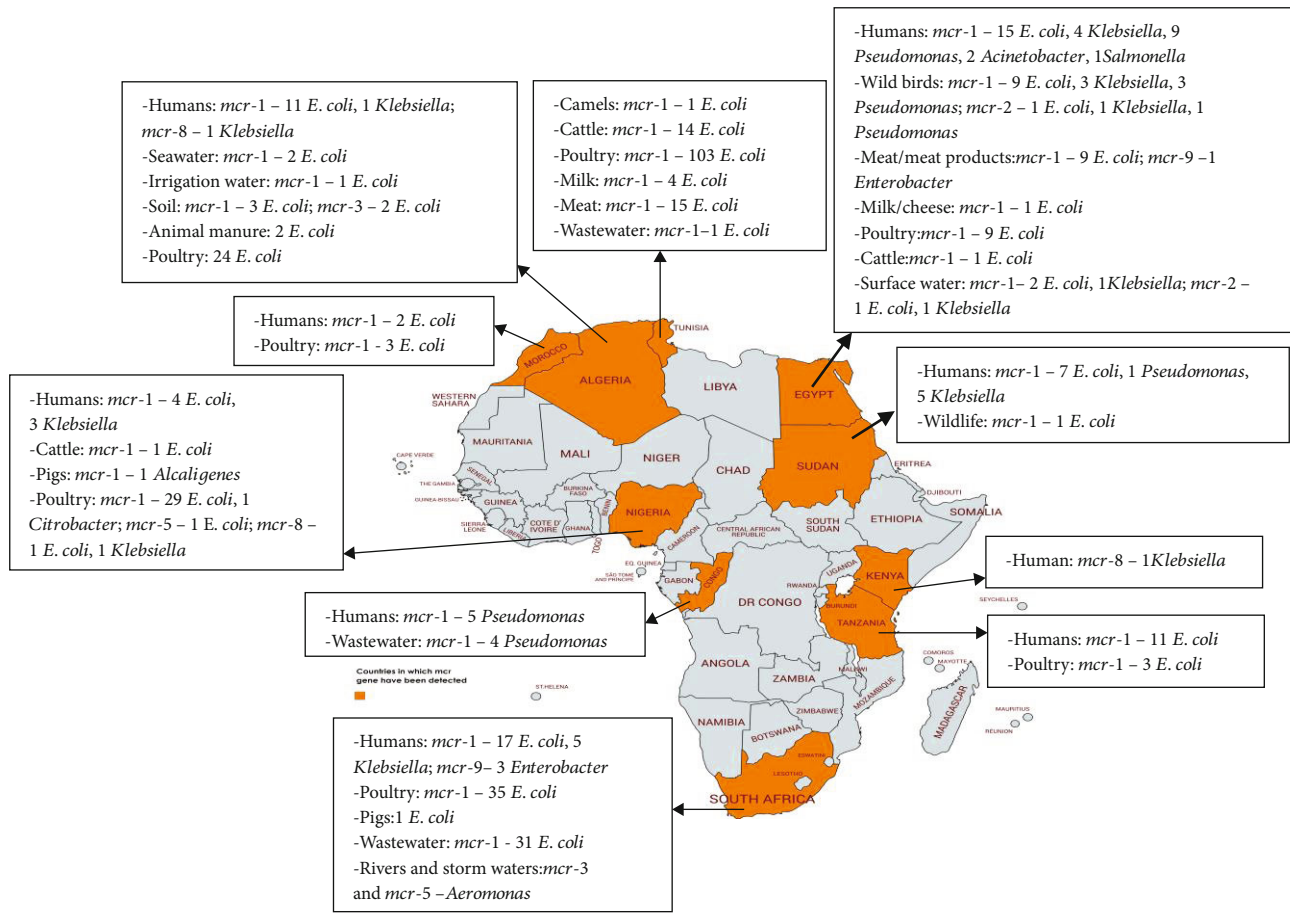 -Humans: mcr-1 – 11 E. coli, 1 Klebsiella;
mcr-8 – 1 Klebsiella
-Seawater: mcr-1 – 2 E. coli
-Irrigation water: mcr-1 – 1 E. coli
-Soil: mcr-1 – 3 E. coli; mcr-3 – 2 E. coli
-Animal manure: 2 E. coli
-Poultry: 24 E. coli
-Camels: mcr-1 – 1 E. coli
-Cattle: mcr-1 – 14 E. coli
-Poultry: mcr-1 – 103 E. coli
-Milk: mcr-1 – 4 E. coli
-Meat: mcr-1 – 15 E. coli
-Wastewater: mcr-1–1 E. coli
-Humans: mcr-1 – 15 E. coli, 4 Klebsiella, 9
Pseudomonas, 2 Acinetobacter, 1Salmonella
-Wild birds: mcr-1 – 9 E. coli, 3 Klebsiella, 3
Pseudomonas; mcr-2 – 1 E. coli, 1 Klebsiella, 1
Pseudomonas
-Meat/meat products:mcr-1 – 9 E. coli; mcr-9 –1
Enterobacter
-Milk/cheese: mcr-1 – 1 E. coli
-Poultry:mcr-1 – 9 E. coli
-Cattle:mcr-1 – 1 E. coli
-Surface water: mcr-1– 2 E. coli, 1Klebsiella; mcr-2 –
1 E. coli, 1 Klebsiella
-Humans: mcr-1 – 2 E. coli
-Poultry: mcr-1 - 3 E. coli
-Humans: mcr-1 – 7 E. coli, 1 Pseudomonas,
5 Klebsiella
-Wildlife: mcr-1 – 1 E. coli
-Humans: mcr-1 – 4 E. coli,
3 Klebsiella
-Cattle: mcr-1 – 1 E. coli
-Pigs: mcr-1 – 1 Alcaligenes
-Poultry: mcr-1 – 29 E. coli, 1
Citrobacter; mcr-5 – 1 E. coli; mcr-8 –
1 E. coli, 1 Klebsiella
-Human: mcr-8 – 1Klebsiella
-Humans: mcr-1 – 5 Pseudomonas
-Wastewater: mcr-1 – 4 Pseudomonas
-Humans: mcr-1 – 11 E. coli
-Poultry: mcr-1 – 3 E. coli
-Humans: mcr-1 – 17 E. coli, 5
Klebsiella; mcr-9– 3 Enterobacter
-Poultry: mcr-1 – 35 E. coli
-Pigs:1 E. coli
-Wastewater: mcr-1 - 31 E. coli
-Rivers and storm waters:mcr-3
and mcr-5 –Aeromonas
Countries in which mcr
gene have been detected
TUNISIA
MOROCCO
ALGERIA
LIBYA
EGYPT
WESTERN
SAHARA
MAURITANIA
MALI
NIGER
CHAD
SUDAN
ERITREA
CAPE VERDE
SENEGAL
THE GAMBIA
GUINEA-BISSAU
GUINEA
SIERRA
LEONE
LIBERIA
COTE D'
IVOIRE
BURKINA
FASO
GHANA
TOGO
BENIN
NIGERIA
CAMEROON
CENTRAL AFRICAN
REPUBLIC
SOUTH
SUDAN
ETHIOPIA
DJIBOUTI
SOMALIA
EQ. GUINEA
SÃO TOMÉ
AND PRÍNCIPE
GABON
CONGO
DR CONGO
UGANDA
RWANDA
BURUNDI
KENYA
TANZANIA
SEYCHELLES
COMOROS
MAYOTTE
ANGOLA
ZAMBIA
MALAWI
MOZAMBIQUE
ZIMBABWE
NAMIBIA
BOTSWANA
MADAGASCAR
MAURITIUS
REUNION
ST.HELENA
LESOTHO
SOUTH AFRICA